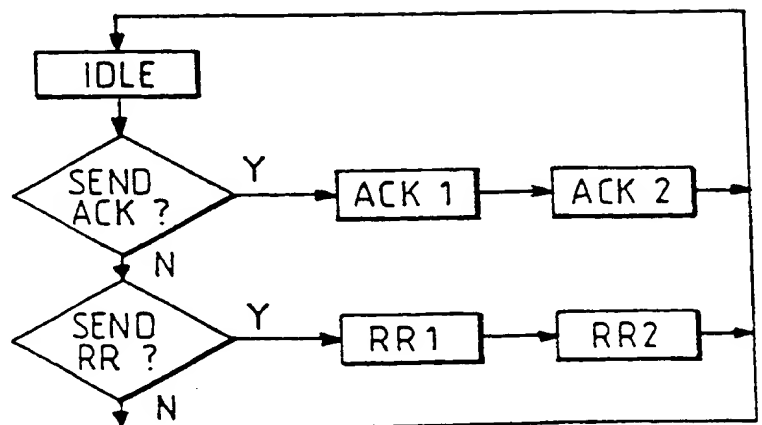 IDLE
SEND
ACK ?
Y
ACK 1
ACK 2
N
SEND
RR ?
Y
RR1
RR2
N